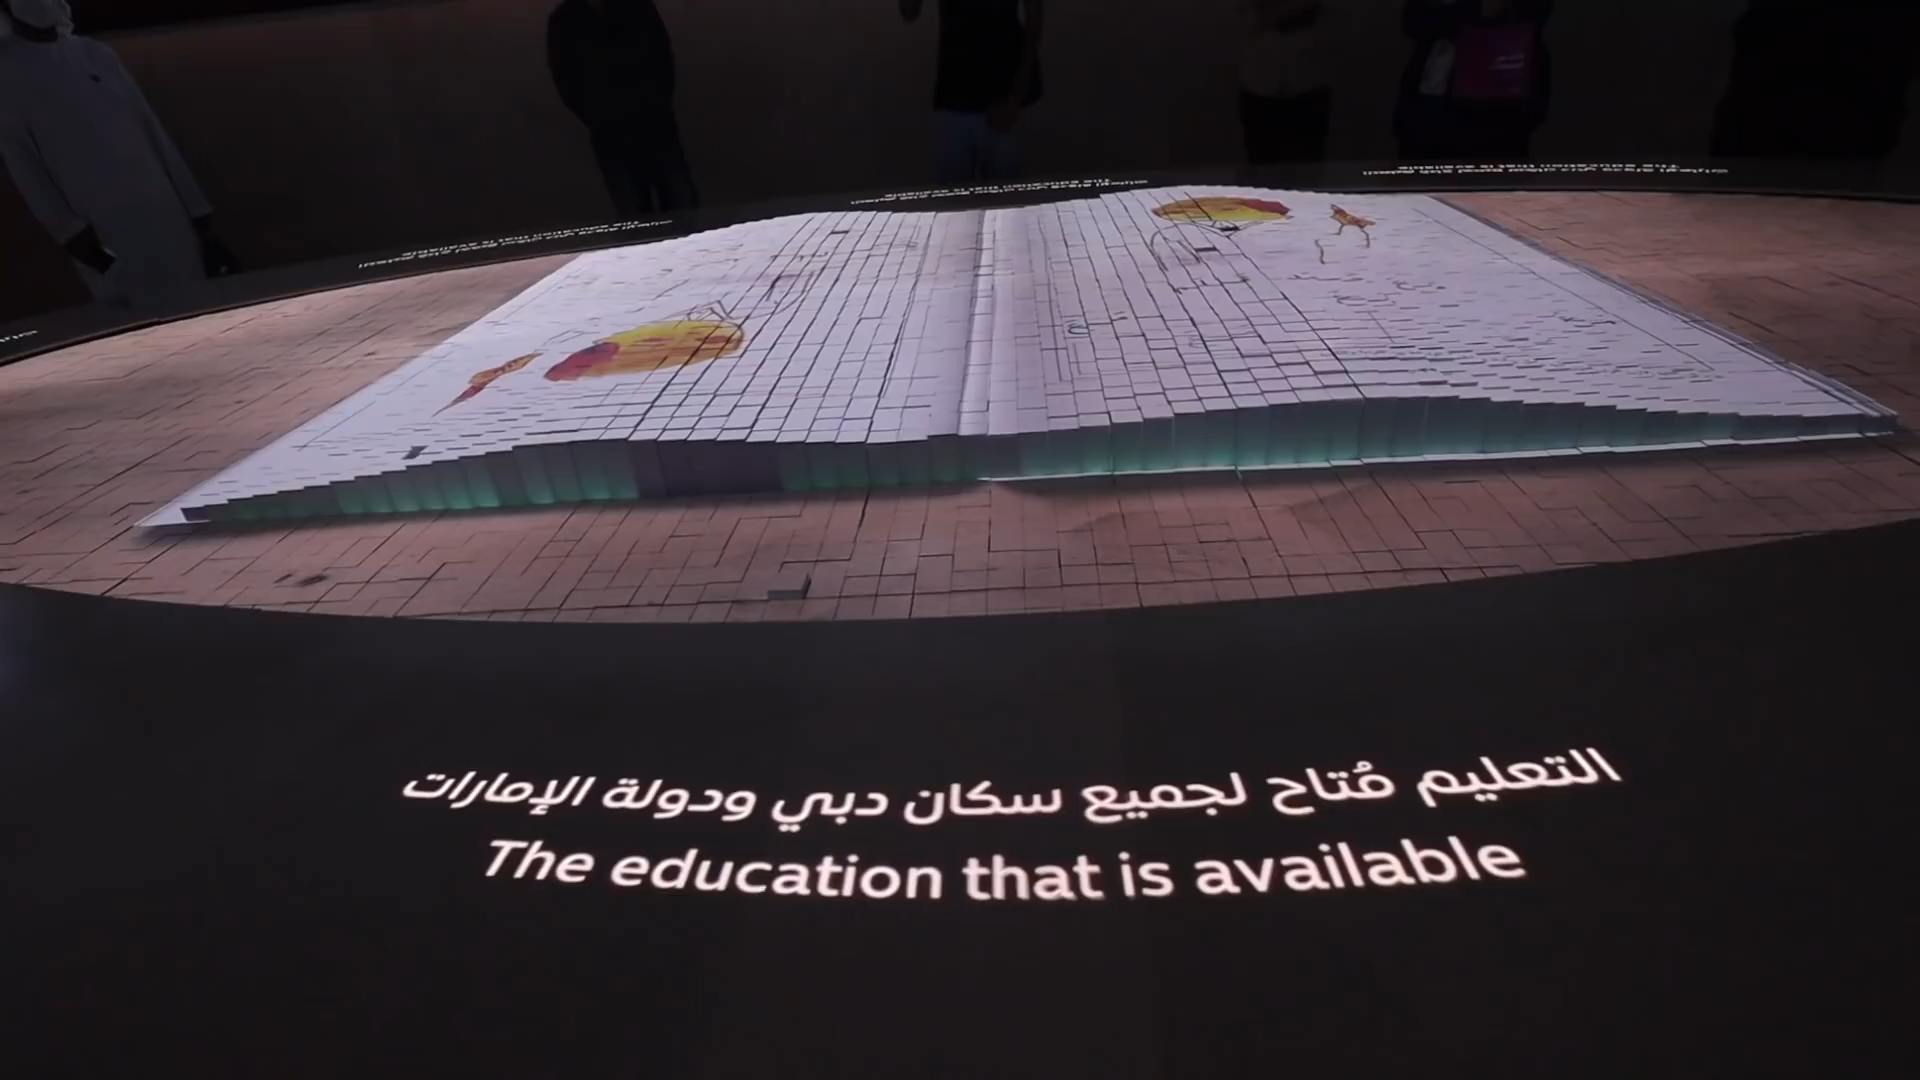 التعليم مُتاح لجميع سكان دبي ودولة الإمارات
The education that is available